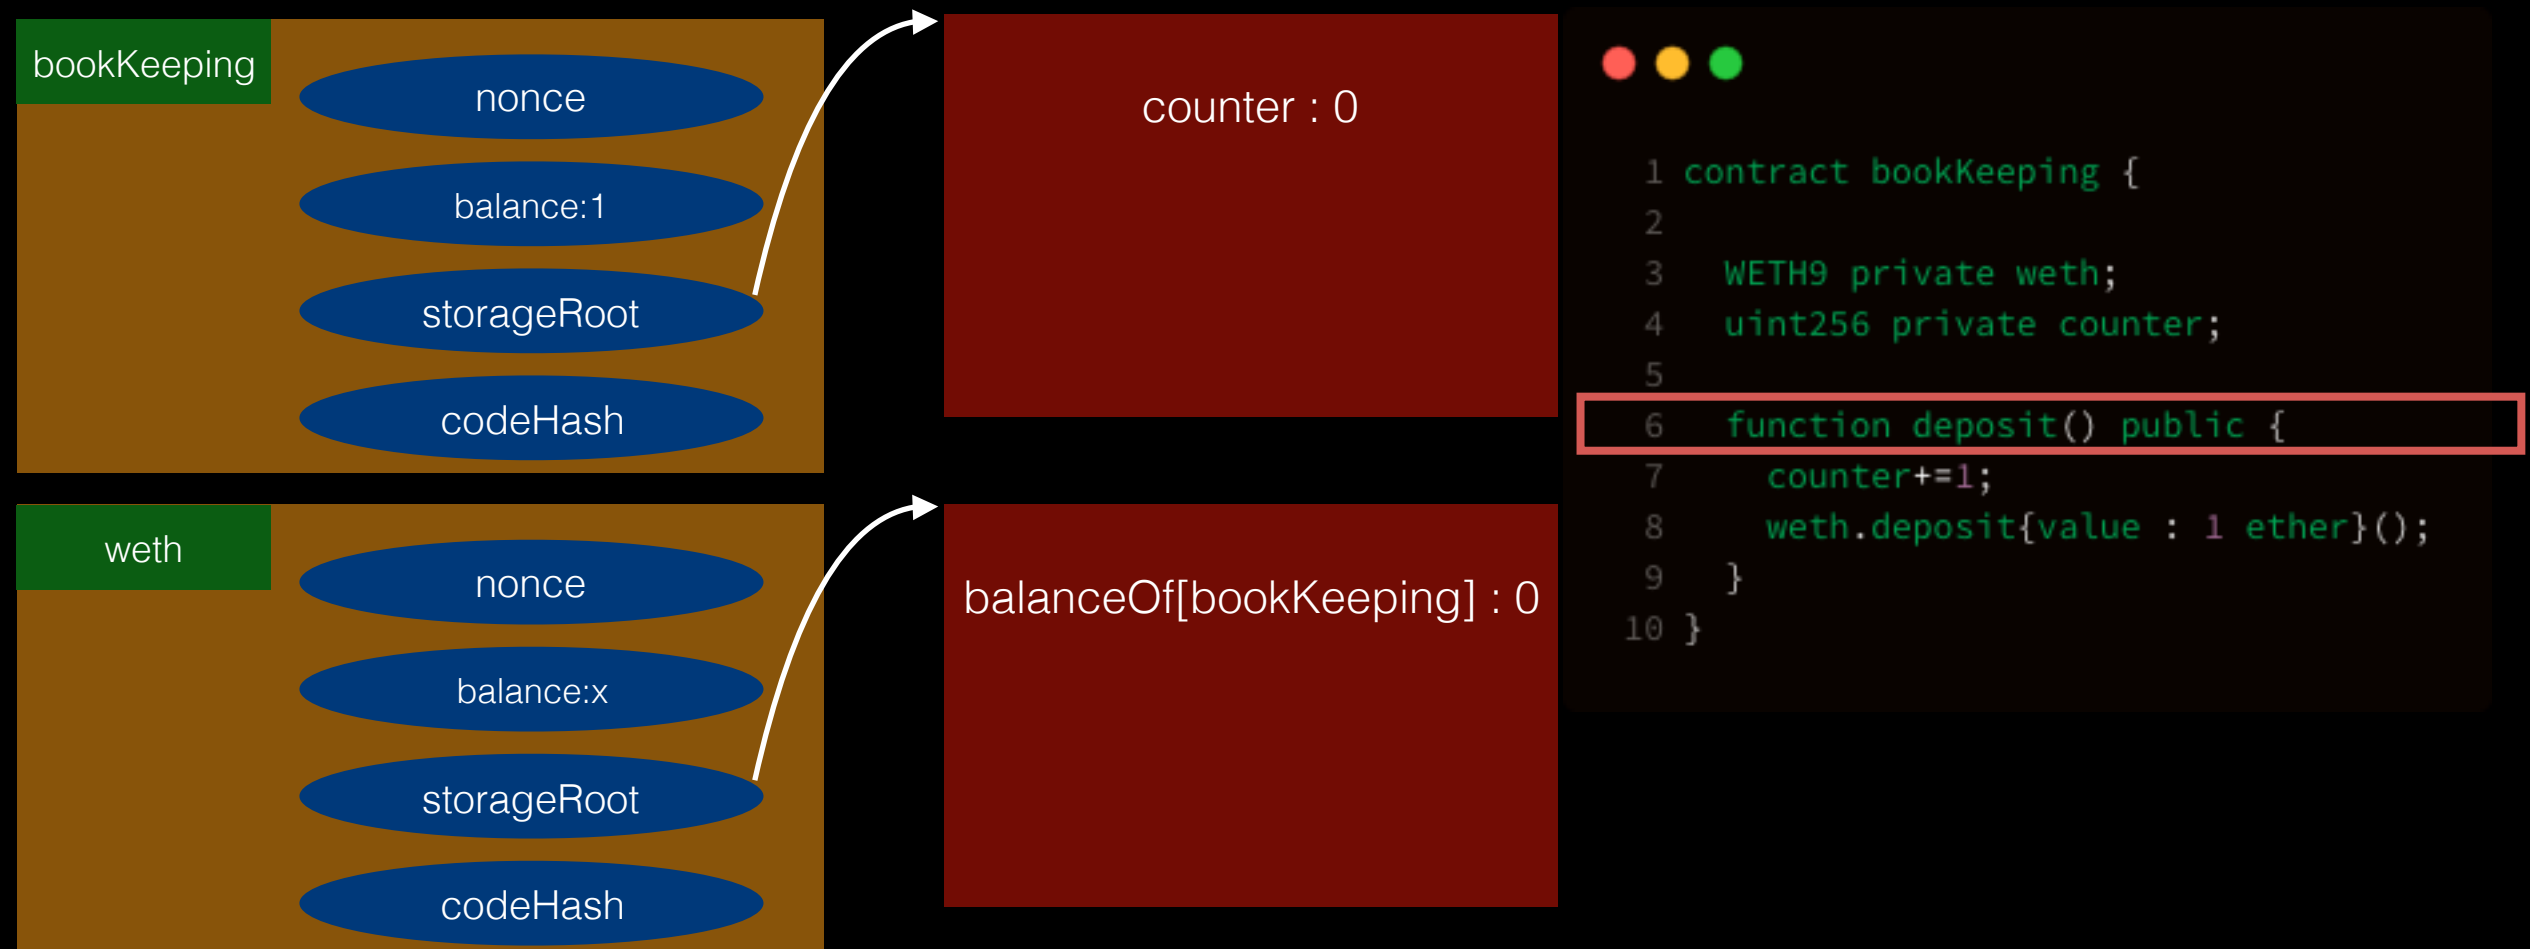 bookKeeping
nonce
balance:1
storageRoot
codeHash
counter : 0
weth
nonce
balance:x
storageRoot
codeHash
balanceOf[bookKeeping] : 0
1 contract bookKeeping {
2
3 WETH9 private weth;
4 uint256 private counter;
5
6 function deposit() public {
7 counter+=1;
8 weth.deposit{value : 1 ether}();
9 }
10 }